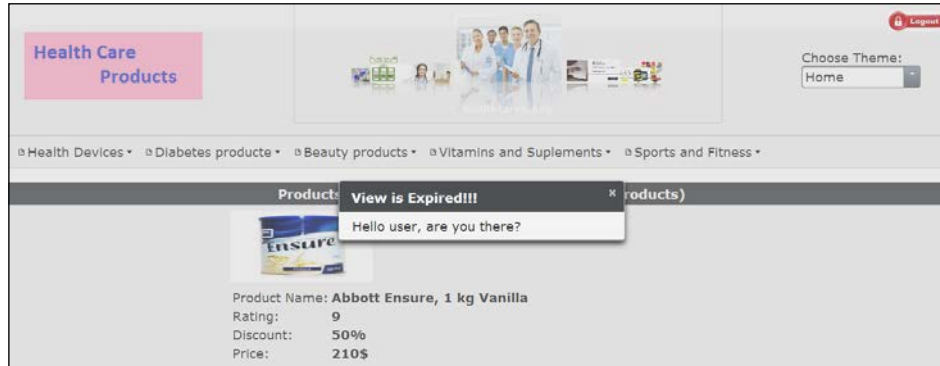 Logout
Health Care
Products
Choose Theme:
Home
Health Devices Diabetes producte Beauty products Vitamins and Suplements Sports and Fitness
Products roducts)
View is Expired!!!
Hello user, are you there?
Ensure
Product Name: Abbott Ensure, 1 kg Vanilla
Rating: 9
Discount: 50%
Price: 210$